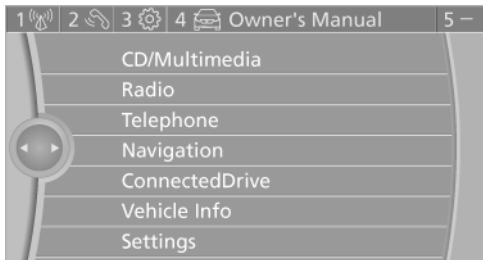 1 2 3 4 Owner's Manual 5 –
CD/Multimedia
Radio
Telephone
Navigation
ConnectedDrive
Vehicle Info
Settings